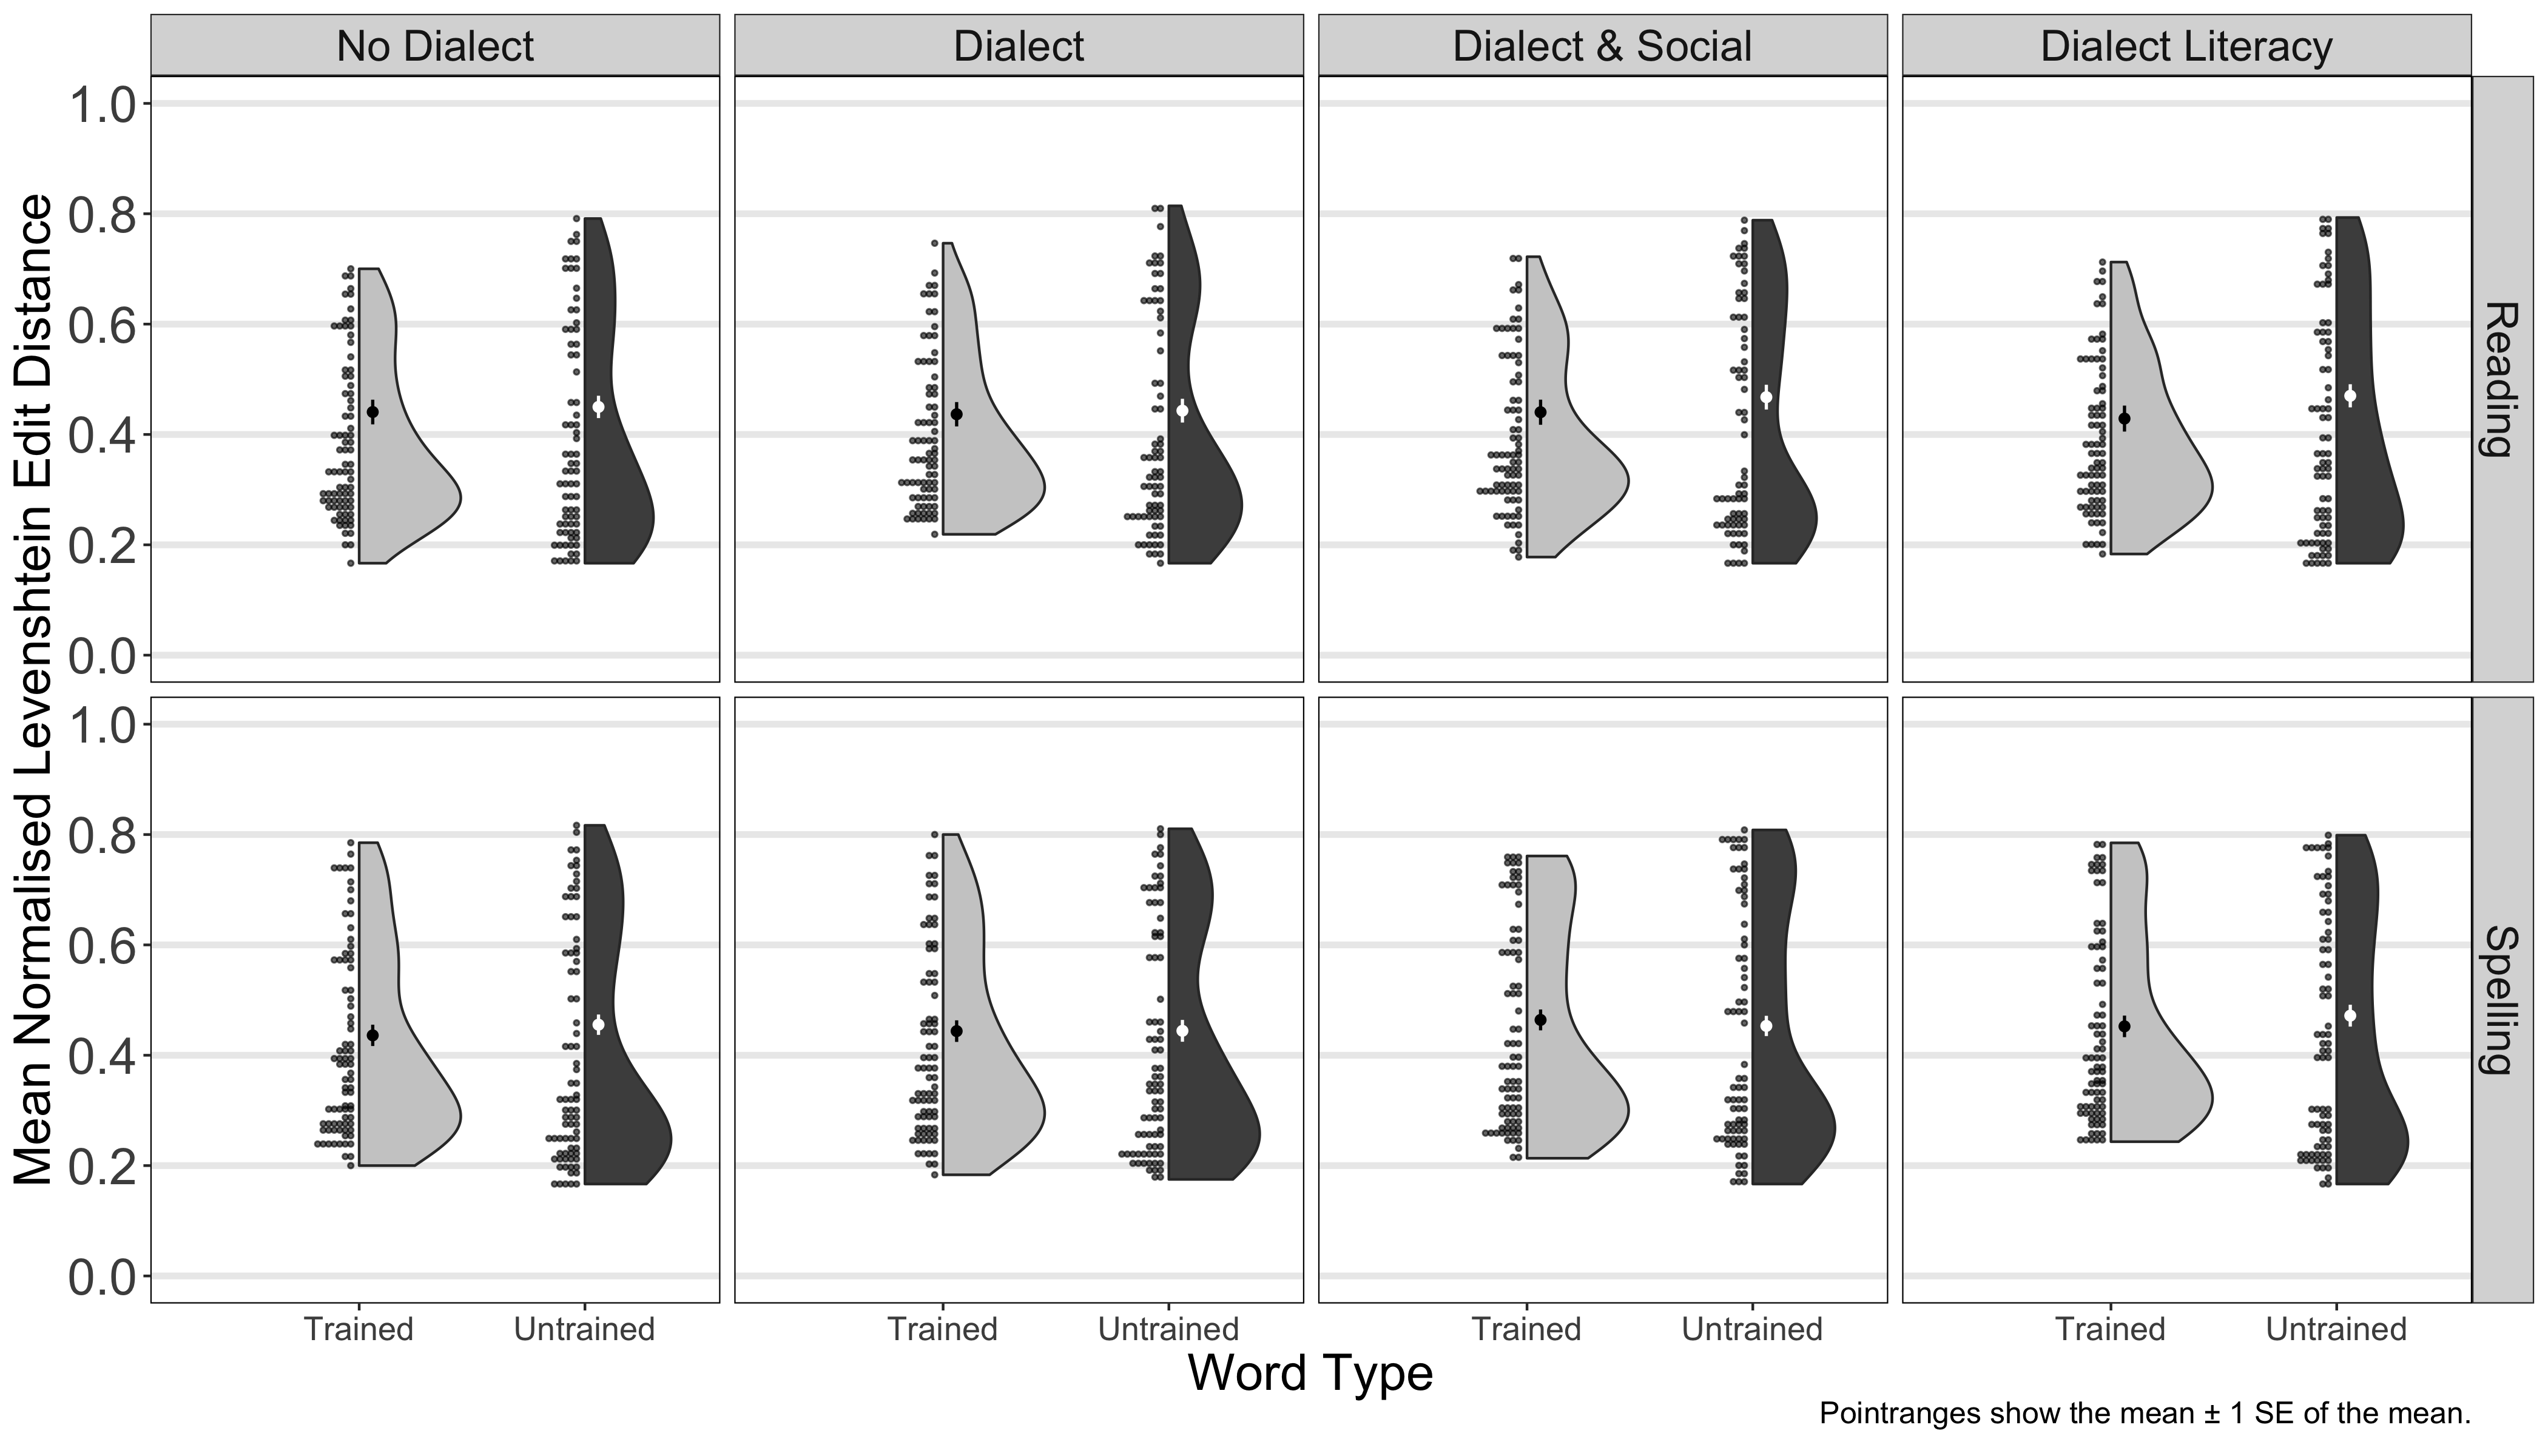 No Dialect
Dialect
Dialect & Social
Dialect Literacy
Mean Normalised Levenshtein Edit Distance
1.0
0.8
0.6
0.4
0.2
0.0
Reading
1.0
0.8
0.6
0.4
0.2
0.0
Spelling
Trained Untrained
Trained Untrained
Trained Untrained
Trained Untrained
Word Type
Pointranges show the mean ± 1 SE of the mean.